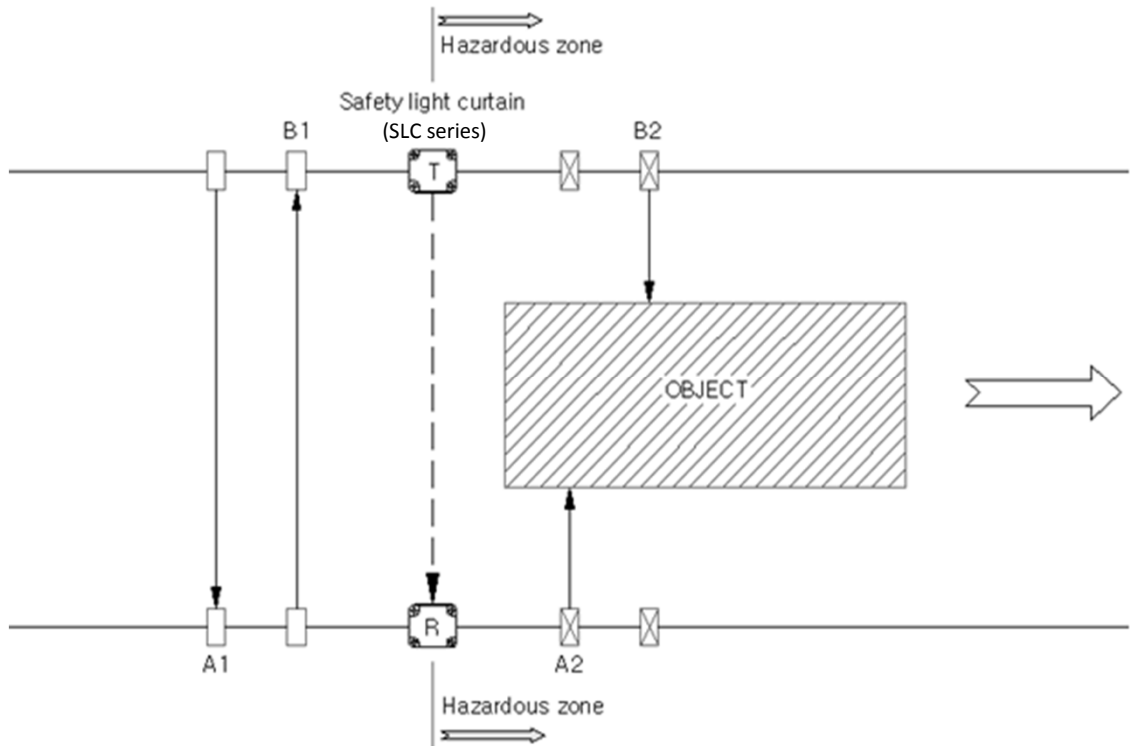 Hazardous zone
Safety light curtain
(SLC series)
B1
B2
T
OBJECT
R
A1
A2
Hazardous zone